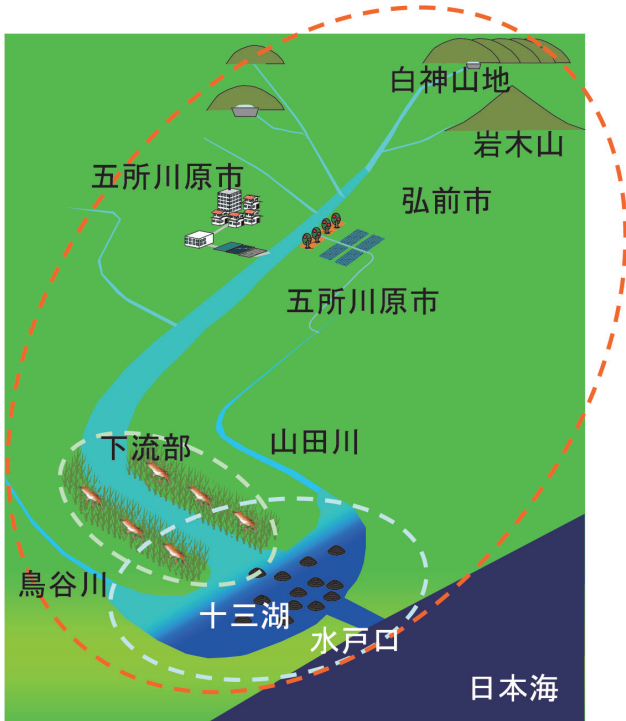 白神山地
岩木山
五所川原市
弘前市
五所川原市
下流部
山田川
鳥谷川
十三湖
水戸口
日本海